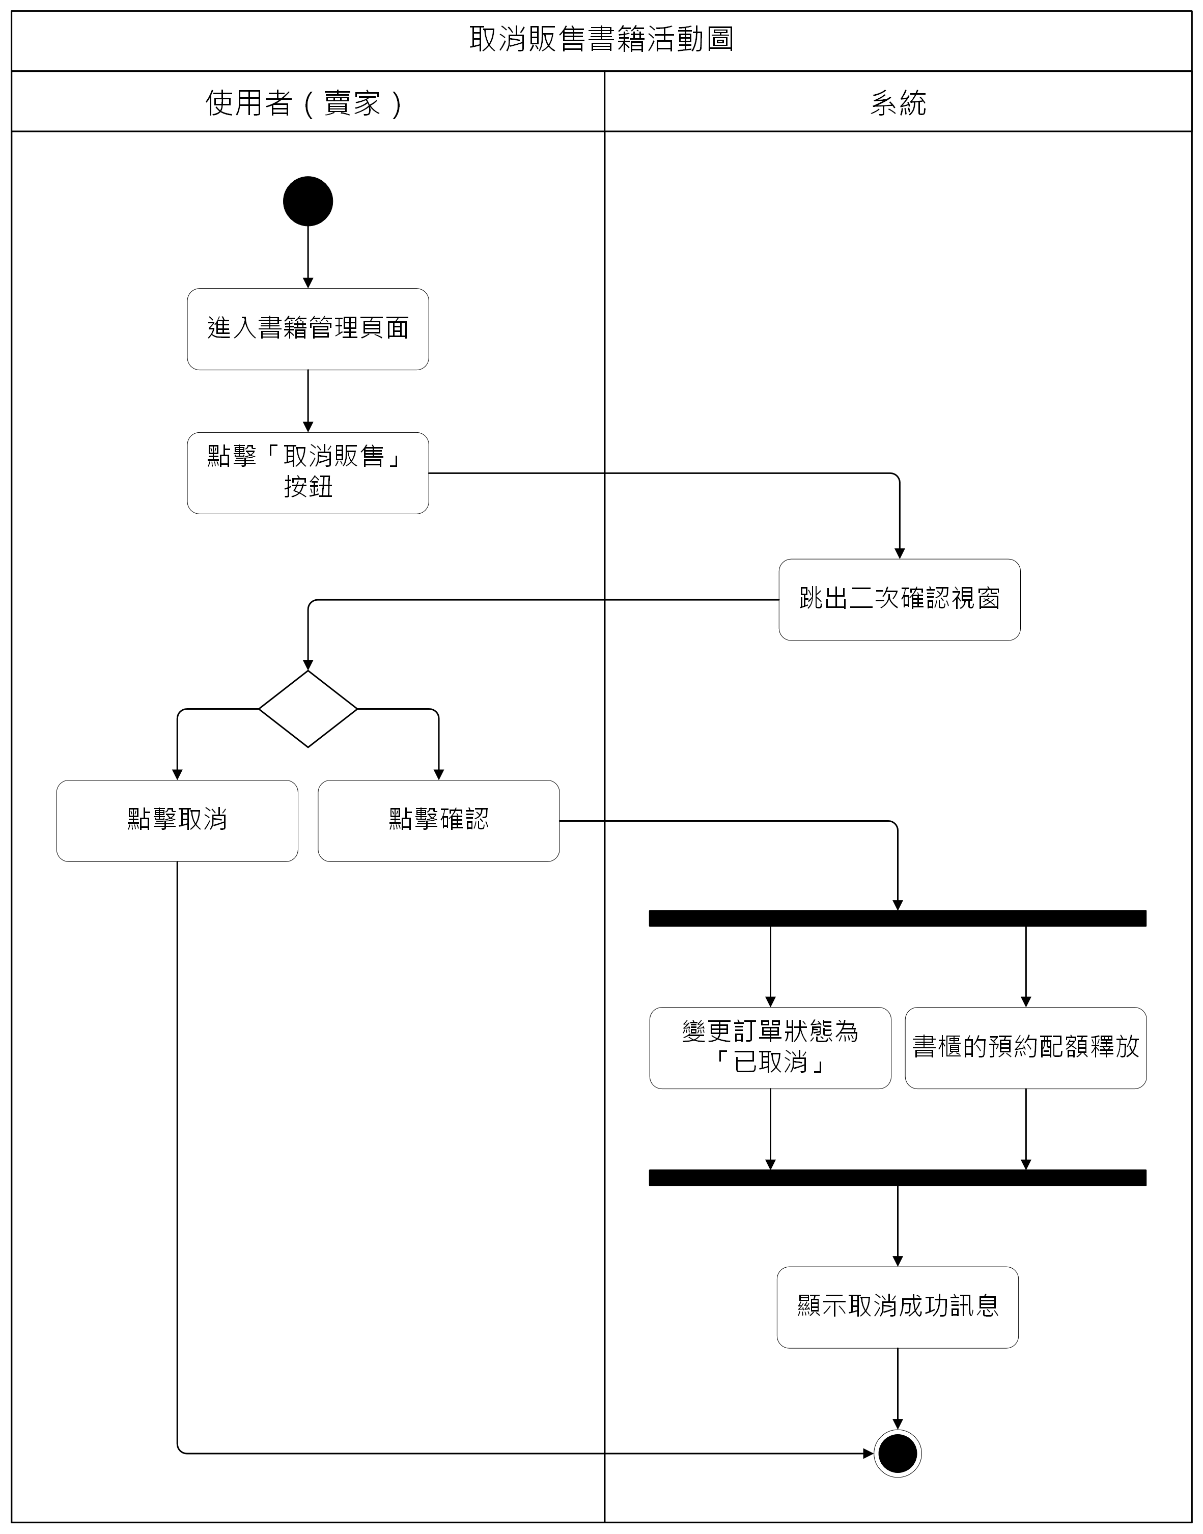 取消販售書籍活動圖
使用者（賣家）
系統
進入書籍管理頁面
點擊「取消販售」
按鈕
跳出二次確認視窗
點擊取消
點擊確認
變更訂單狀態為
「已取消」
書櫃的預約配額釋放
顯示取消成功訊息